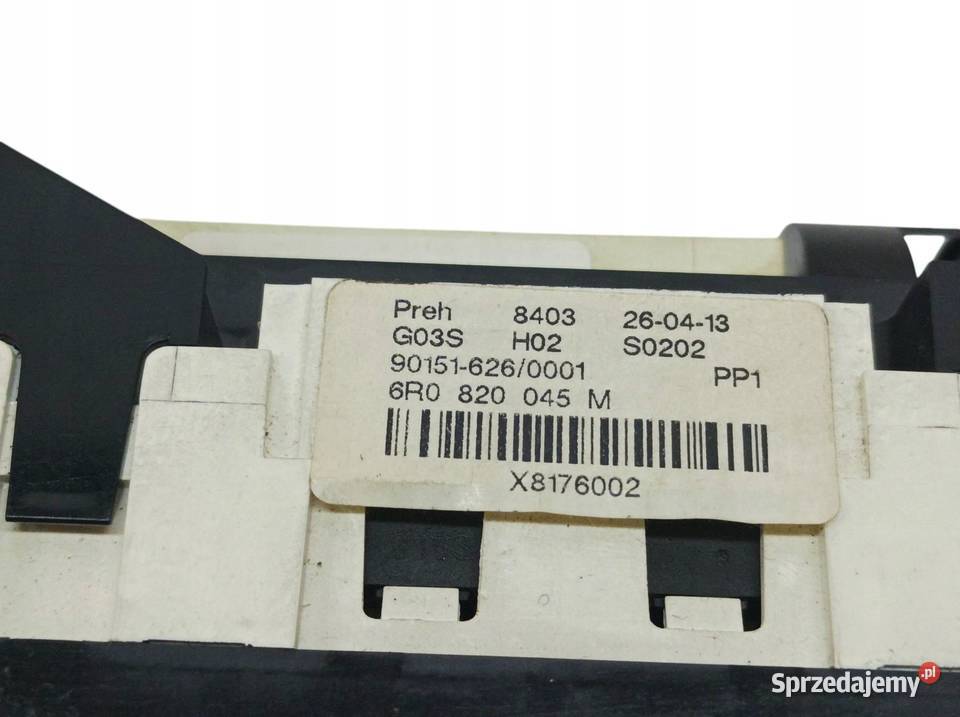 Preh 8403 26-04-13
G03S H02 S0202
90151-626/0001 PP1
6R0 820 045 M
X8176002
Sprzedajemy.pl